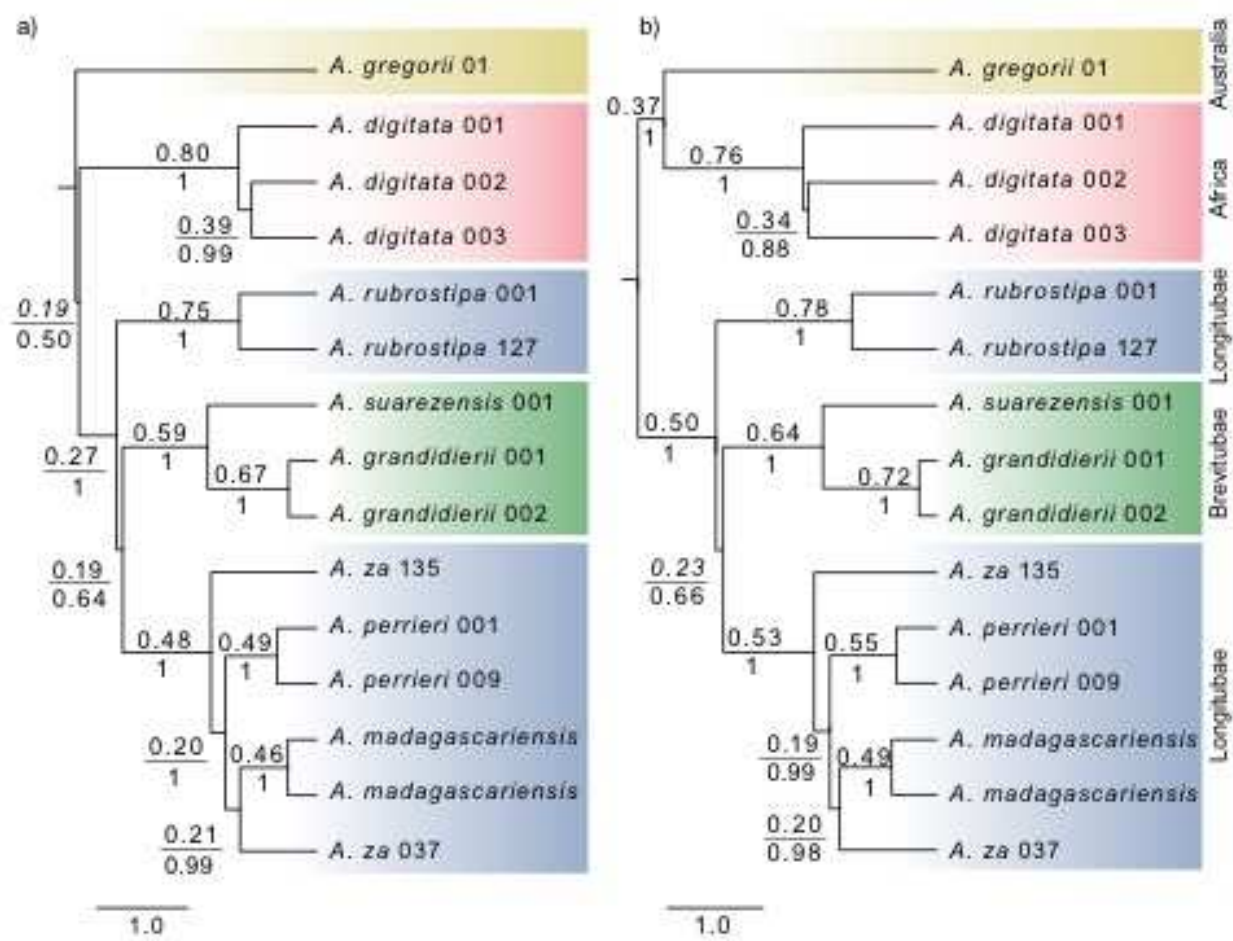 a)
A. gregorii 01
A. digitata 001
0.80
1
A. digitata 002
0.39
0.99
A. digitata 003
A. rubrostipa 001
0.19
0.50
0.75
1
A. rubrostipa 127
A. suarezensis 001
0.59
1
0.27
1
A. grandidierii 001
0.67
1
A. grandidierii 002
0.19
0.64
A. za 135
0.48
1
A. perrieri 001
0.49
1
A. perrieri 009
0.20
1
A. madagascariensis
0.46
1
A. madagascariensis
0.21
0.99
A. za 037
1.0
b)
A. gregorii 01
0.37
1
A. digitata 001
0.76
1
A. digitata 002
0.34
0.88
A. digitata 003
A. rubrostipa 001
0.78
1
A. rubrostipa 127
A. suarezensis 001
0.50
1
0.64
1
A. grandidierii 001
0.72
1
A. grandidierii 002
0.23
0.66
A. za 135
0.53
1
A. perrieri 001
0.55
1
A. perrieri 009
0.19
0.99
A. madagascariensis
0.49
1
A. madagascariensis
0.20
0.98
A. za 037
1.0
Australia
Africa
Longitubae
Brevitubae
Longitubae